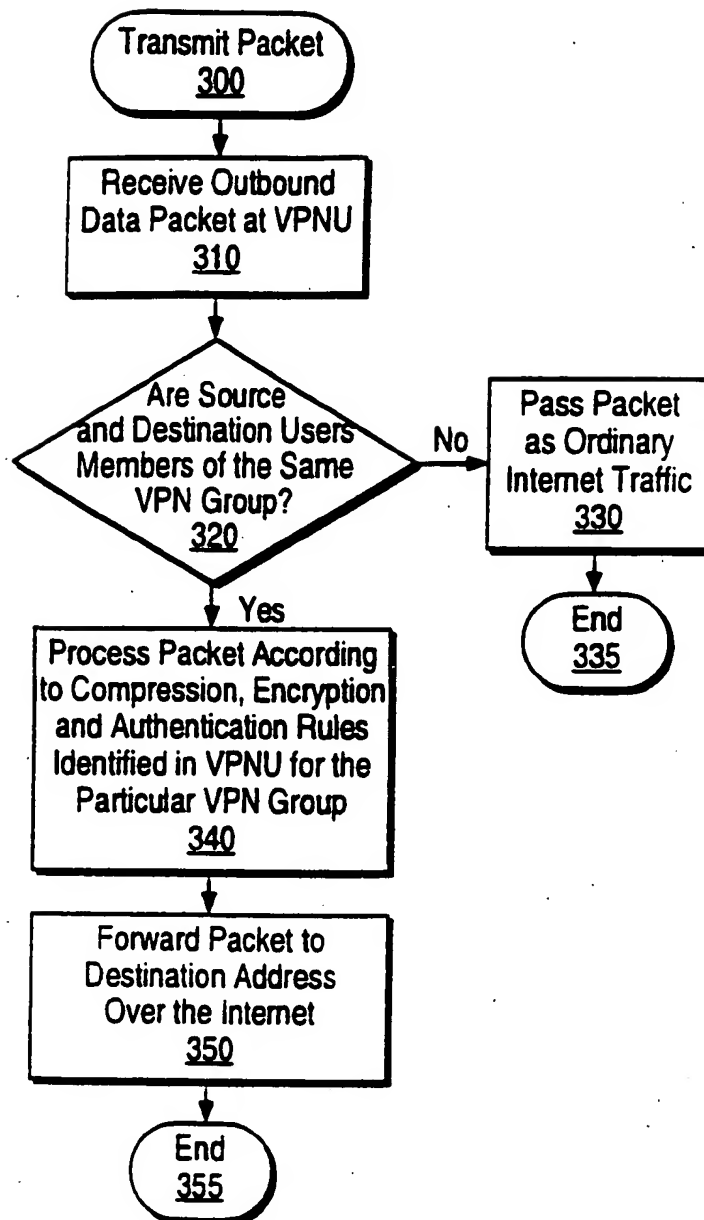 Transmit Packet
300
Receive Outbound
Data Packet at VPNU
310
Are Source
and Destination Users
Members of the Same
VPN Group?
320
No
Pass Packet
as Ordinary
Internet Traffic
330
End
335
Yes
Process Packet According
to Compression, Encryption
and Authentication Rules
Identified in VPNU for the
Particular VPN Group
340
Forward Packet to
Destination Address
Over the Internet
350
End
355